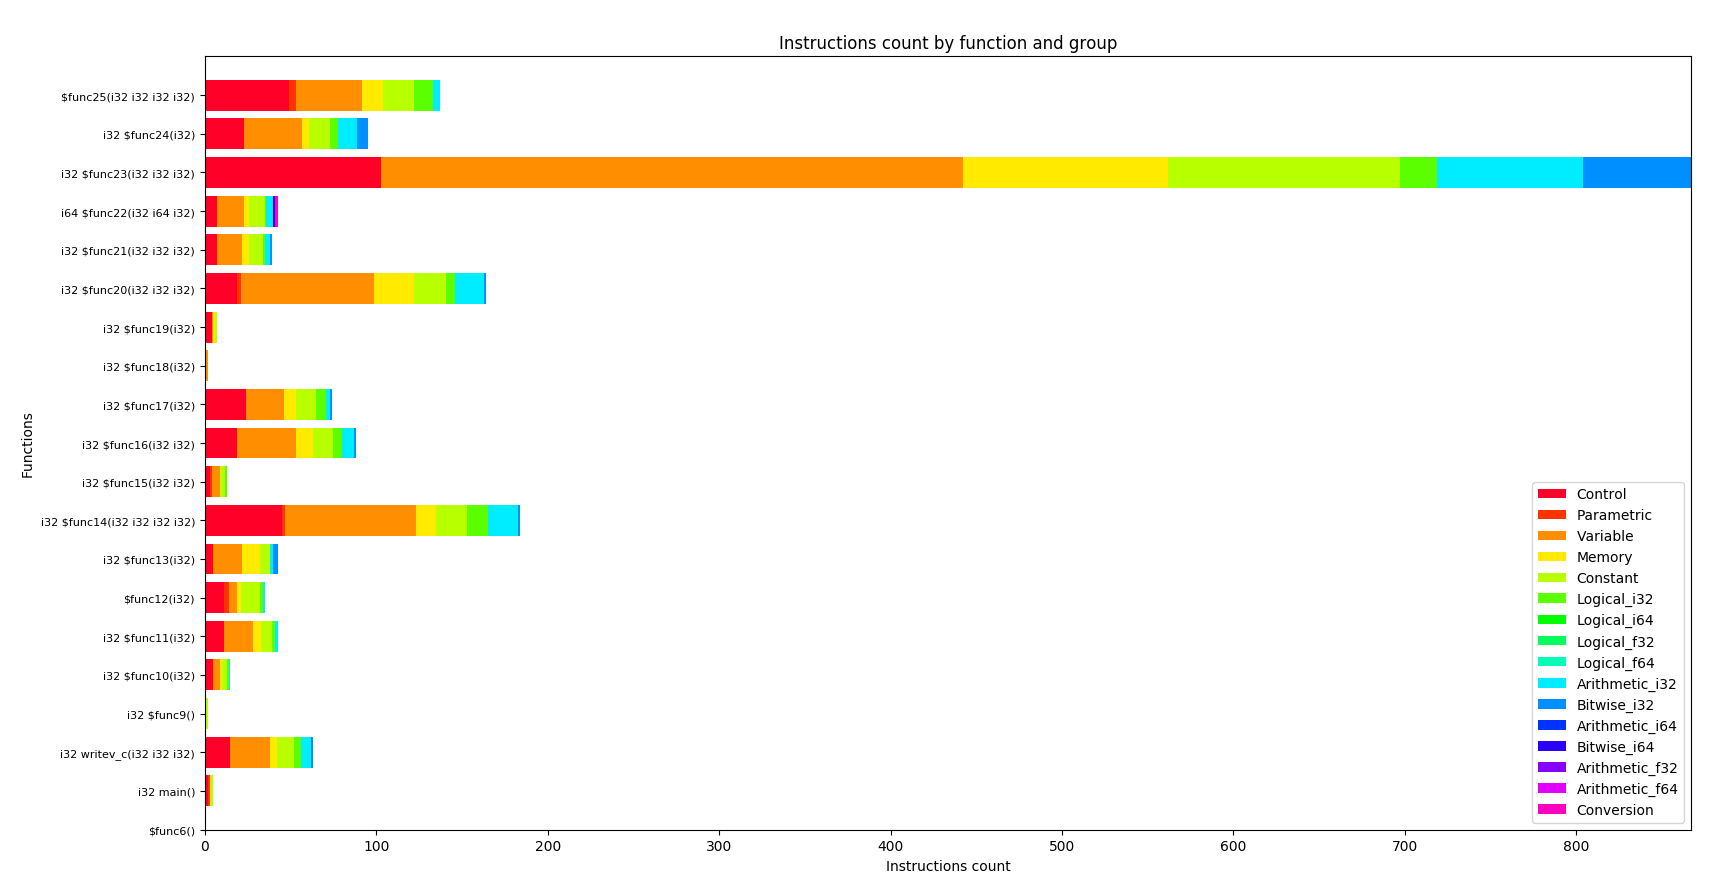 Instructions count by function and group
Functions
$func25(i32 i32 i32 i32)
i32 $func24(i32)
i32 $func23(i32 i32 i32)
i64 $func22(i32 i64 i32)
i32 $func21(i32 i32 i32)
i32 $func20(i32 i32 i32)
i32 $func19(i32)
i32 $func18(i32)
i32 $func17(i32)
i32 $func16(i32 i32)
i32 $func15(i32 i32)
i32 $func14(i32 i32 i32 i32)
i32 $func13(i32)
$func12(i32)
i32 $func11(i32)
i32 $func10(i32)
i32 $func9()
i32 writev_c(i32 i32 i32)
i32 main()
$func6()
Control
Parametric
Variable
Memory
Constant
Logical_i32
Logical_i64
Logical_f32
Logical_f64
Arithmetic_i32
Bitwise_i32
Arithmetic_i64
Bitwise_i64
Arithmetic_f32
Arithmetic_f64
Conversion
0 100 200 300 400 500 600 700 800
Instructions count